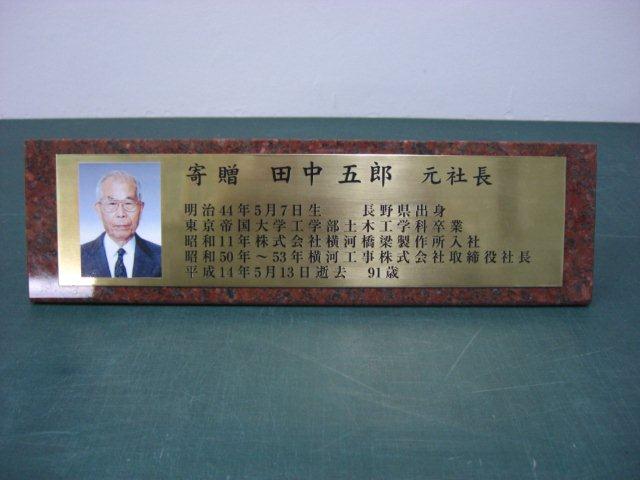 寄贈 田中五郎 元社長
明治44年5月7日生 長野県出身
東京帝国大学工学部土木工学科卒業
昭和11年株式会社横河橋梁製作所入社
昭和50年～53年横河工事株式会社取締役社長
平成14年5月13日逝去 91歳